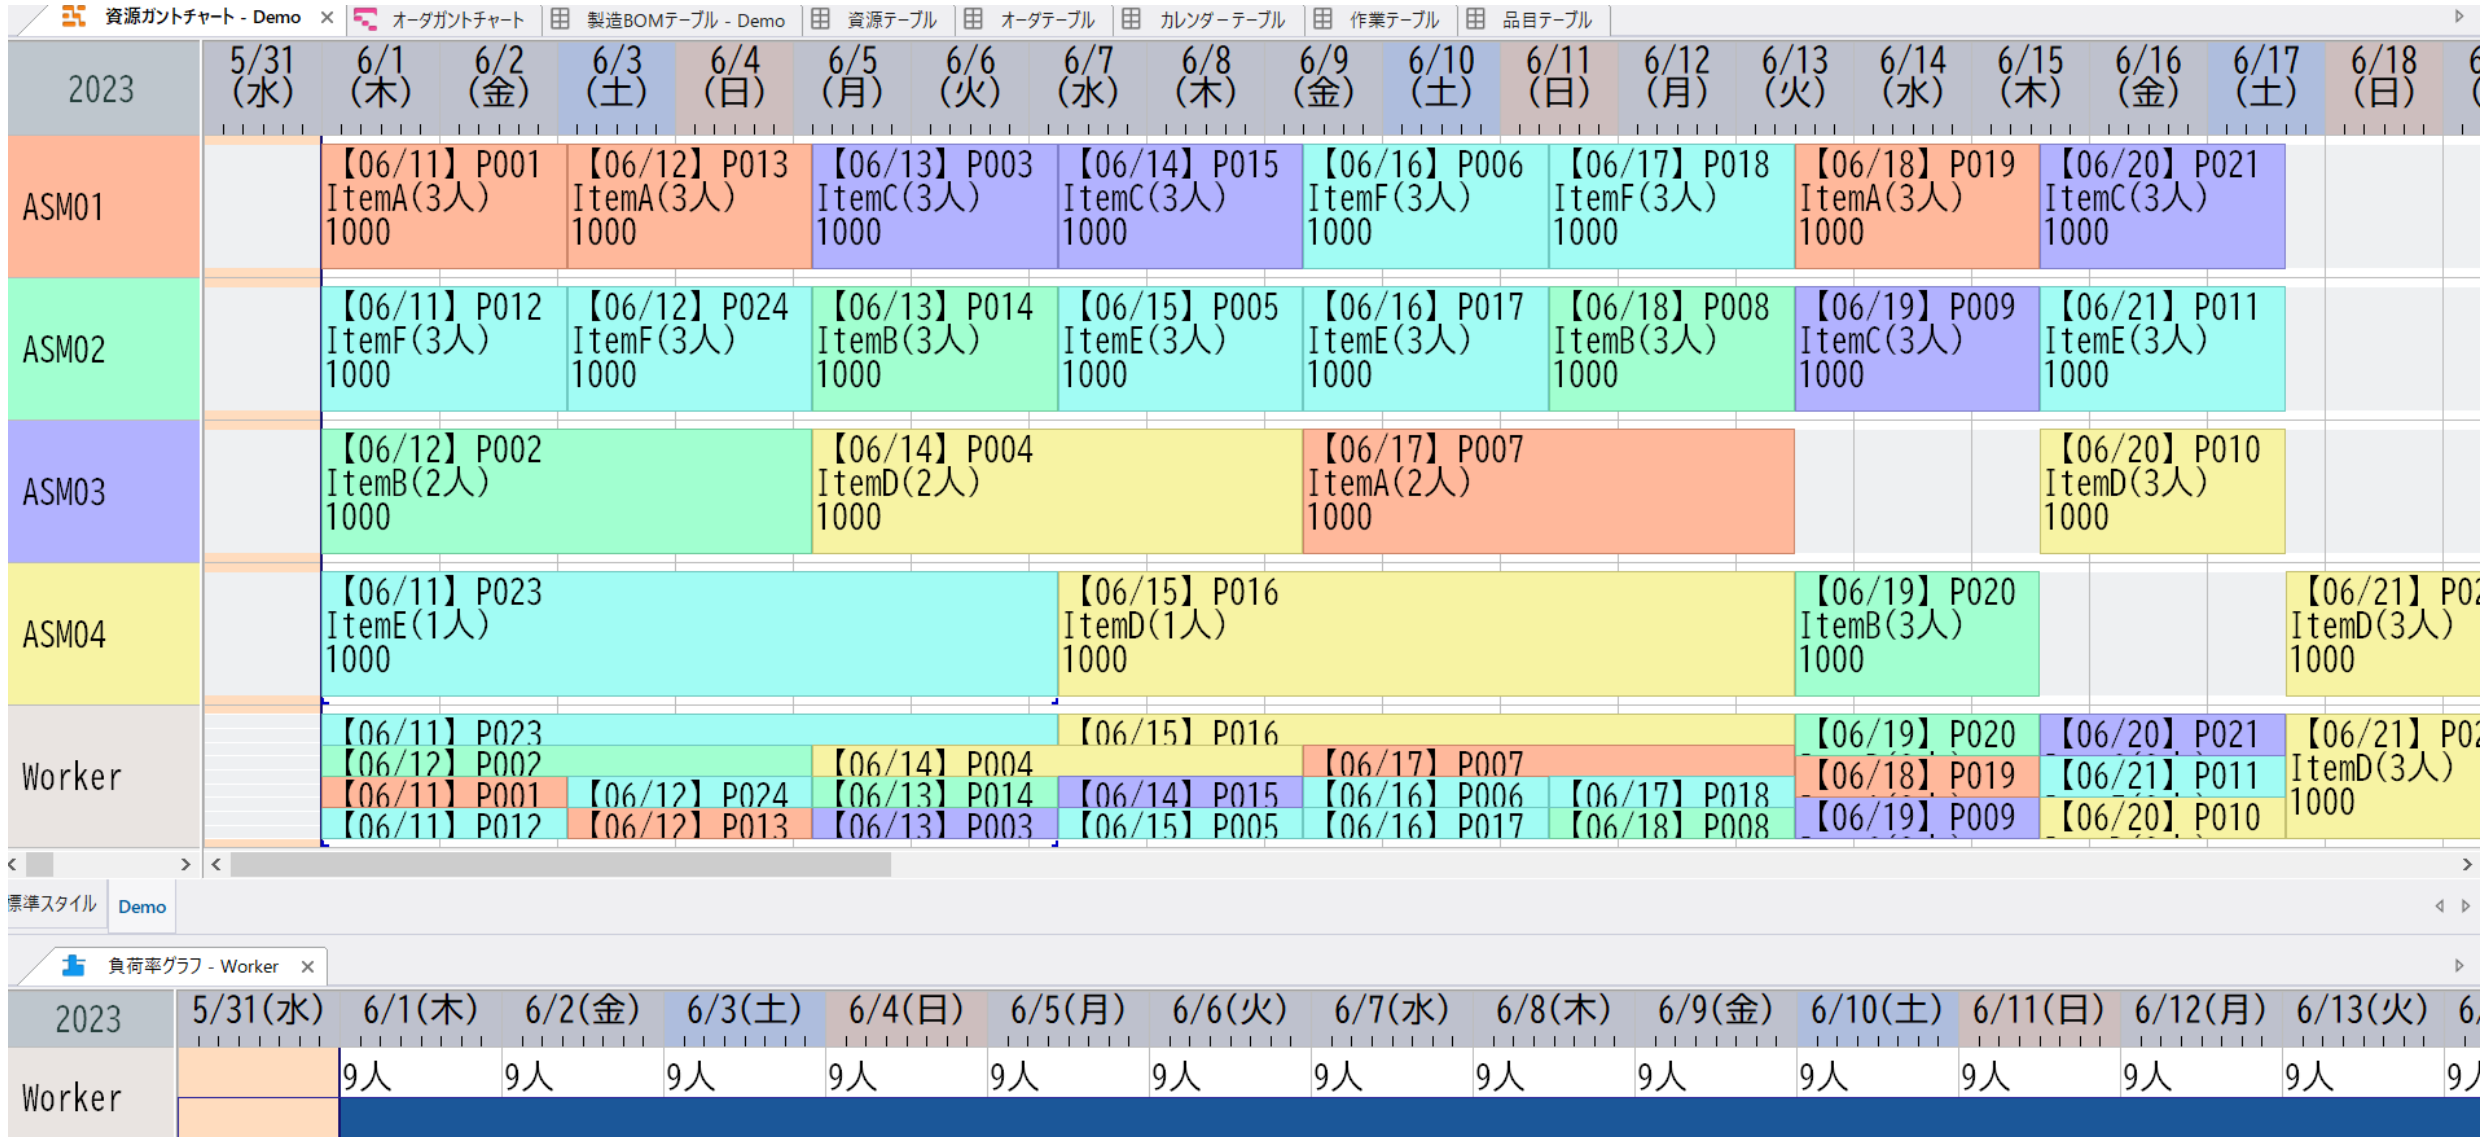 資源ガントチャート - Demo ×
オーダガントチャート
製造BOMテーブル - Demo
資源テーブル
オーダテーブル
カレンダーテーブル
作業テーブル
品目テーブル
2023
5/31 6/1 6/2 6/3 6/4 6/5 6/6 6/7 6/8 6/9 6/10 6/11 6/12 6/13 6/14 6/15 6/16 6/17 6/18
(水) (木) (金) (土) (日) (月) (火) (水) (木) (金) (土) (日) (月) (火) (水) (木) (金) (土) (日)
ASM01
【06/11】P001 【06/12】P013 【06/13】P003 【06/14】P015 【06/16】P006 【06/17】P018 【06/18】P019 【06/20】P021
ItemA(3人) ItemA(3人) ItemC(3人) ItemC(3人) ItemF(3人) ItemF(3人) ItemA(3人) ItemC(3人)
1000 1000 1000 1000 1000 1000 1000 1000
ASM02
【06/11】P012 【06/12】P024 【06/13】P014 【06/15】P005 【06/16】P017 【06/18】P008 【06/19】P009 【06/21】P011
ItemF(3人) ItemF(3人) ItemB(3人) ItemE(3人) ItemE(3人) ItemB(3人) ItemC(3人) ItemE(3人)
1000 1000 1000 1000 1000 1000 1000 1000
ASM03
【06/12】P002 【06/14】P004 【06/17】P007 【06/20】P010
ItemB(2人) ItemD(2人) ItemA(2人) ItemD(3人)
1000 1000 1000 1000
ASM04
【06/11】P023 【06/15】P016 【06/19】P020 【06/21】
ItemE(1人) ItemD(1人) ItemB(3人) ItemD(3人)
1000 1000 1000 1000
Worker
【06/11】P023 【06/15】P016 【06/19】P020 【06/20】P021 【06/21】
【06/12】P002 【06/14】P004 【06/17】P007 【06/18】P019 【06/21】P011 ItemD(3人)
【06/11】P001 【06/12】P024 【06/13】P014 【06/14】P015 【06/16】P006 【06/17】P018 1000
【06/11】P012 【06/12】P013 【06/13】P003 【06/15】P005 【06/16】P017 【06/18】P008 【06/19】P009 【06/20】P010
標準スタイル Demo
負荷率グラフ - Worker ×
2023 5/31(水) 6/1(木) 6/2(金) 6/3(土) 6/4(日) 6/5(月) 6/6(火) 6/7(水) 6/8(木) 6/9(金) 6/10(土) 6/11(日) 6/12(月) 6/13(火)
Worker 9人 9人 9人 9人 9人 9人 9人 9人 9人 9人 9人 9人 9人